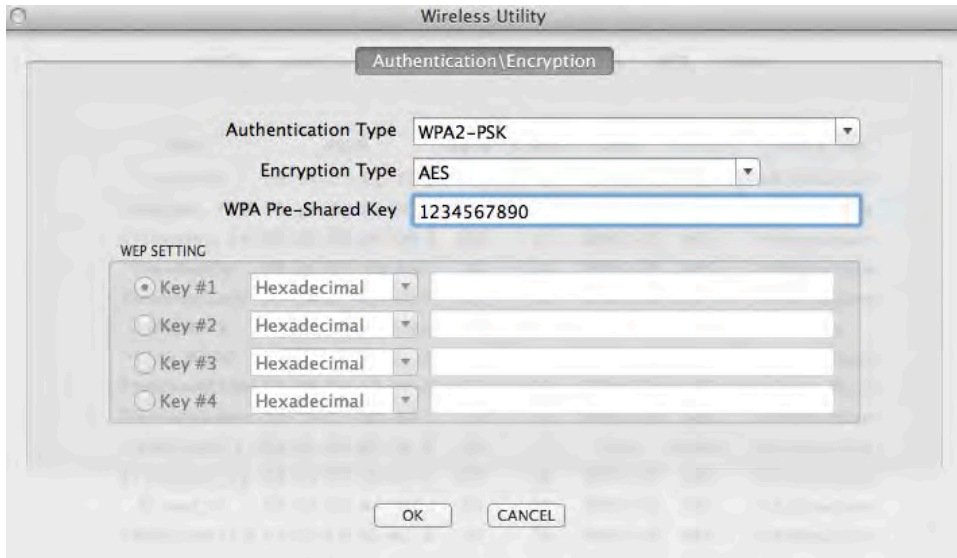 Wireless Utility
Authentication\Encryption
Authentication Type WPA2-PSK
Encryption Type AES
WPA Pre-Shared Key 1234567890
WEP SETTING
Key #1 Hexadecimal
Key #2 Hexadecimal
Key #3 Hexadecimal
Key #4 Hexadecimal
OK CANCEL